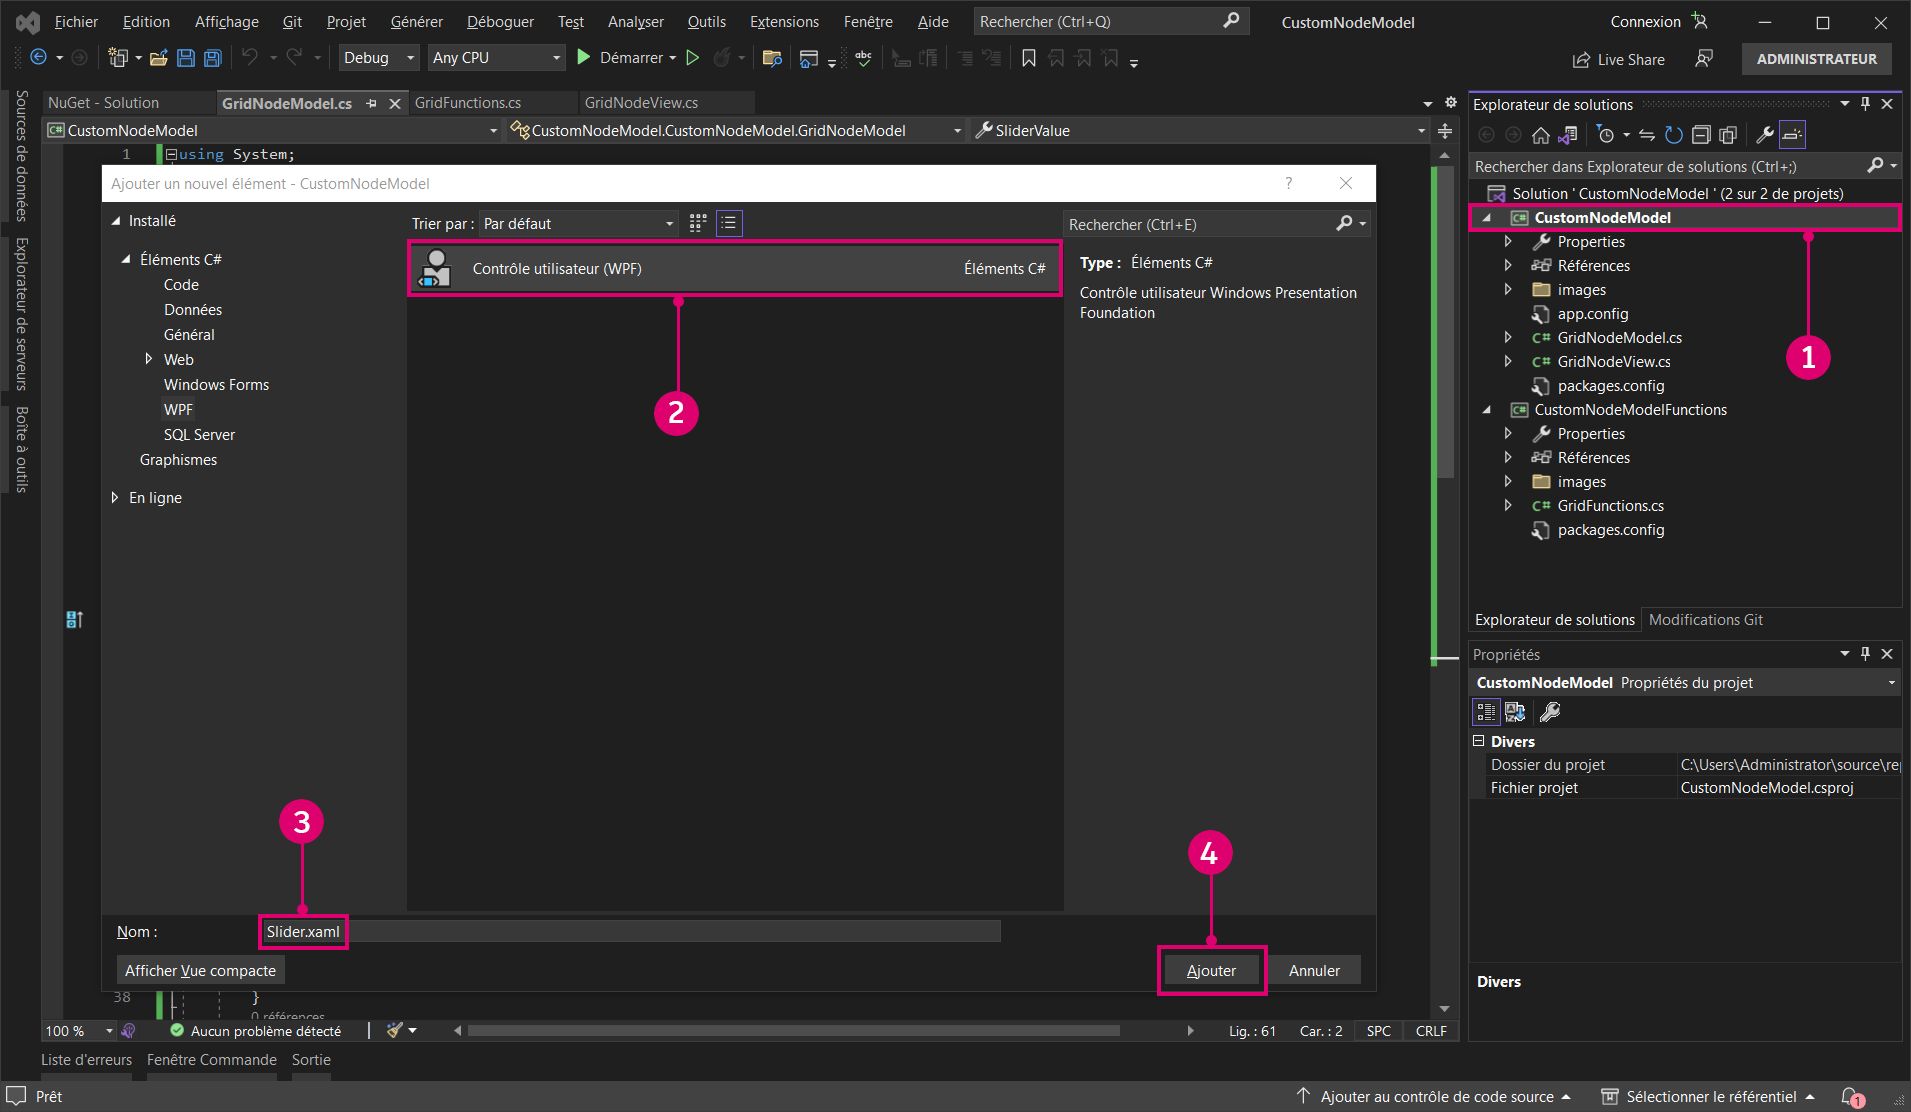 Fichier Edition Affichage Git Projet Générer Déboguer Test Analyser Outils Extensions Fenêtre Aide Rechercher (Ctrl+Q) CustomNodeModel Connexion
Debug Any CPU Démarrer abc Live Share ADMINISTRATEUR
Sources de données
Explorateur de serveurs
Boîte à outils
NuGet - Solution GridNodeModel.cs GridFunctions.cs GridNodeView.cs
C# CustomNodeModel CustomNodeModel.CustomNodeModel.GridNodeModel SliderValue
1 using System;
Ajouter un nouvel élément - CustomNodeModel ?
Installé
Éléments C#
Code
Données
Général
Web
Windows Forms
WPF
SQL Server
Graphismes
En ligne
Trier par : Par défaut
Rechercher (Ctrl+E)
Contrôle utilisateur (WPF) Éléments C#
2
Type : Éléments C#
Contrôle utilisateur Windows Presentation
Foundation
3
4
Nom : Slider.xaml
Afficher Vue compacte Ajouter Annuler
38 }
0 références
100 % Aucun problème détecté Lig. : 61 Car. : 2 SPC CRLF
Liste d'erreurs Fenêtre Commande Sortie
Explorateur de solutions
Rechercher dans Explorateur de solutions (Ctrl+;)
Solution ' CustomNodeModel ' (2 sur 2 de projets)
C# CustomNodeModel
Properties
Références
images
app.config
C# GridNodeModel.cs
C# GridNodeView.cs
packages.config
1
C# CustomNodeModelFunctions
Properties
Références
images
C# GridFunctions.cs
packages.config
Explorateur de solutions Modifications Git
Propriétés
CustomNodeModel Propriétés du projet
Divers
Dossier du projet C:\Users\Administrator\source\rep
Fichier projet CustomNodeModel.csproj
Divers
Prêt Ajouter au contrôle de code source Sélectionner le référentiel 1